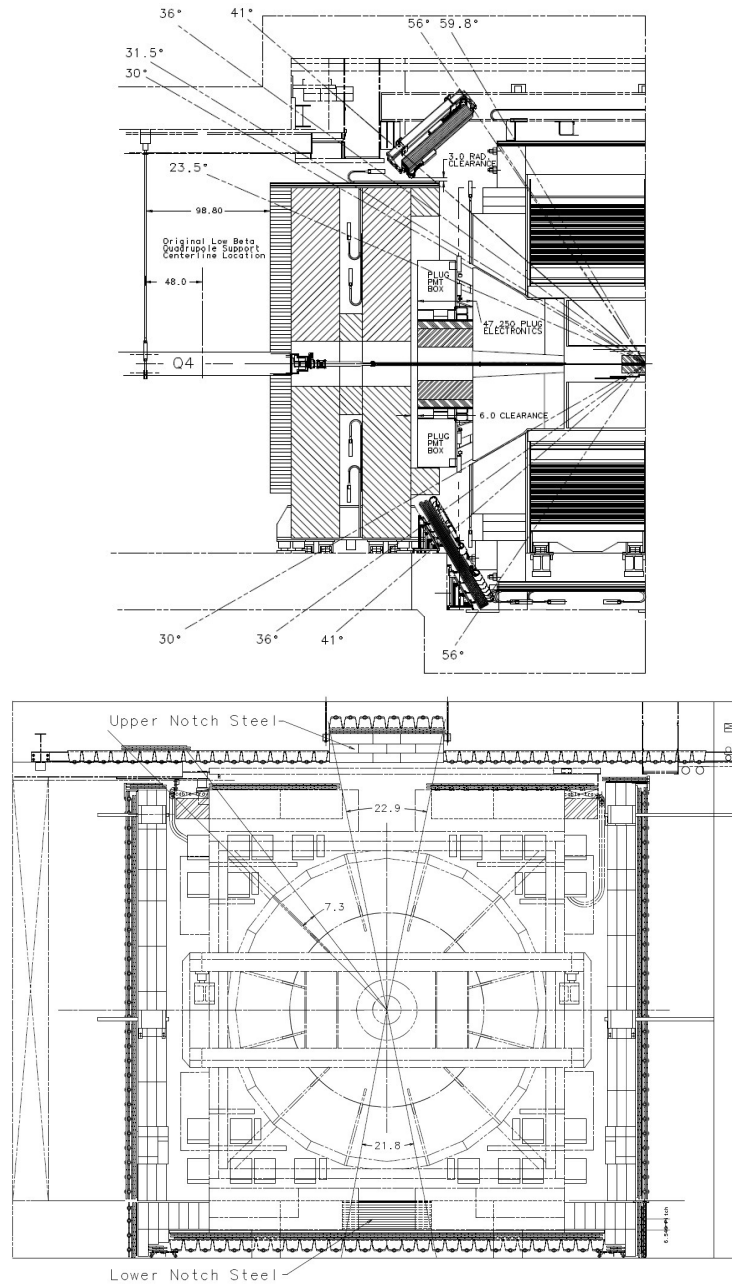 36°
41°
56°
59.8°
31.5°
30°
3.0 RAD
CLEARANCE
23.5°
98.80
Original Low Beta
Quadrupole Support
Centerline Location
48.0
PLUG
PMT
BOX
47.250 PLUG
ELECTRONICS
Q4
6.0 CLEARANCE
PLUG
PMT
BOX
30°
36°
41°
56°
Upper Notch Steel
22.9
7.3
21.8
Lower Notch Steel